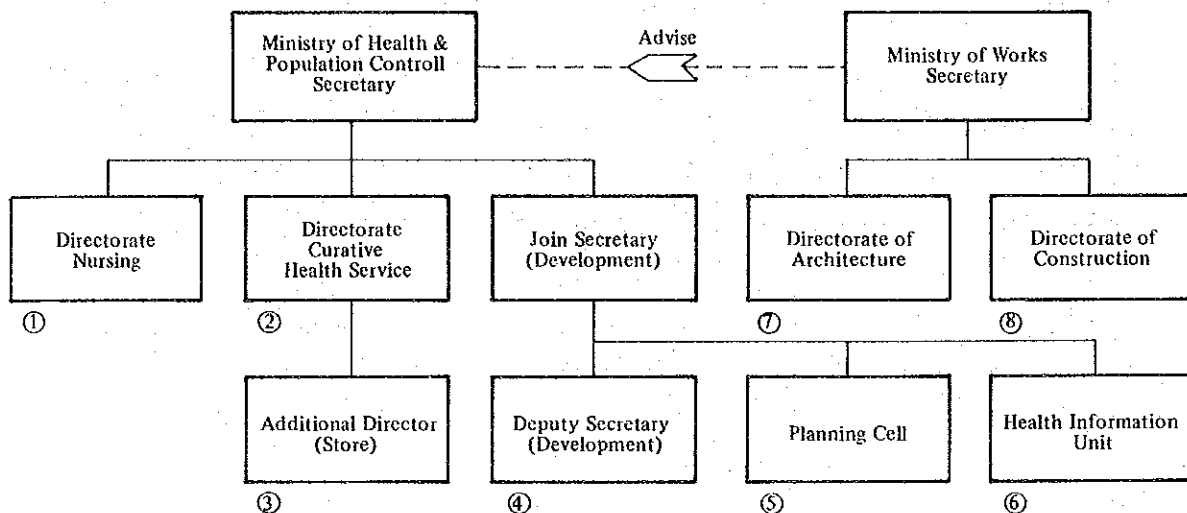 Ministry of Health &
Population Controll
Secretary
Advise
Ministry of Works
Secretary
Directorate
Nursing
①
Directorate
Curative
Health Service
②
Join Secretary
(Development)
Directorate of
Architecture
⑦
Directorate of
Construction
⑧
Additional Director
(Store)
③
Deputy Secretary
(Development)
④
Planning Cell
⑤
Health Information
Unit
⑥